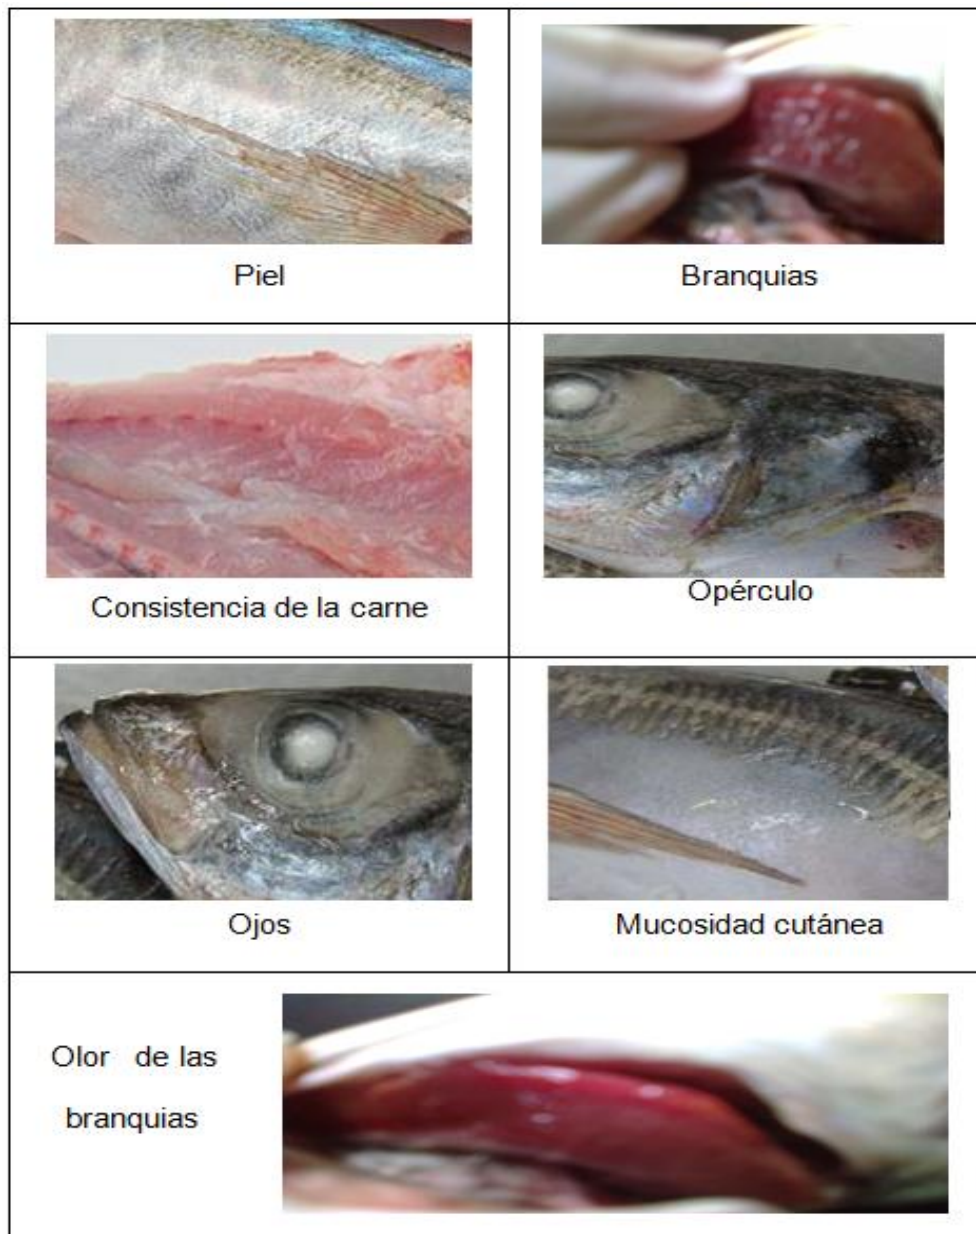 Piel
Branquias
Consistencia de la carne
Opérculo
Ojos
Mucosidad cutánea
Olor de las
branquias